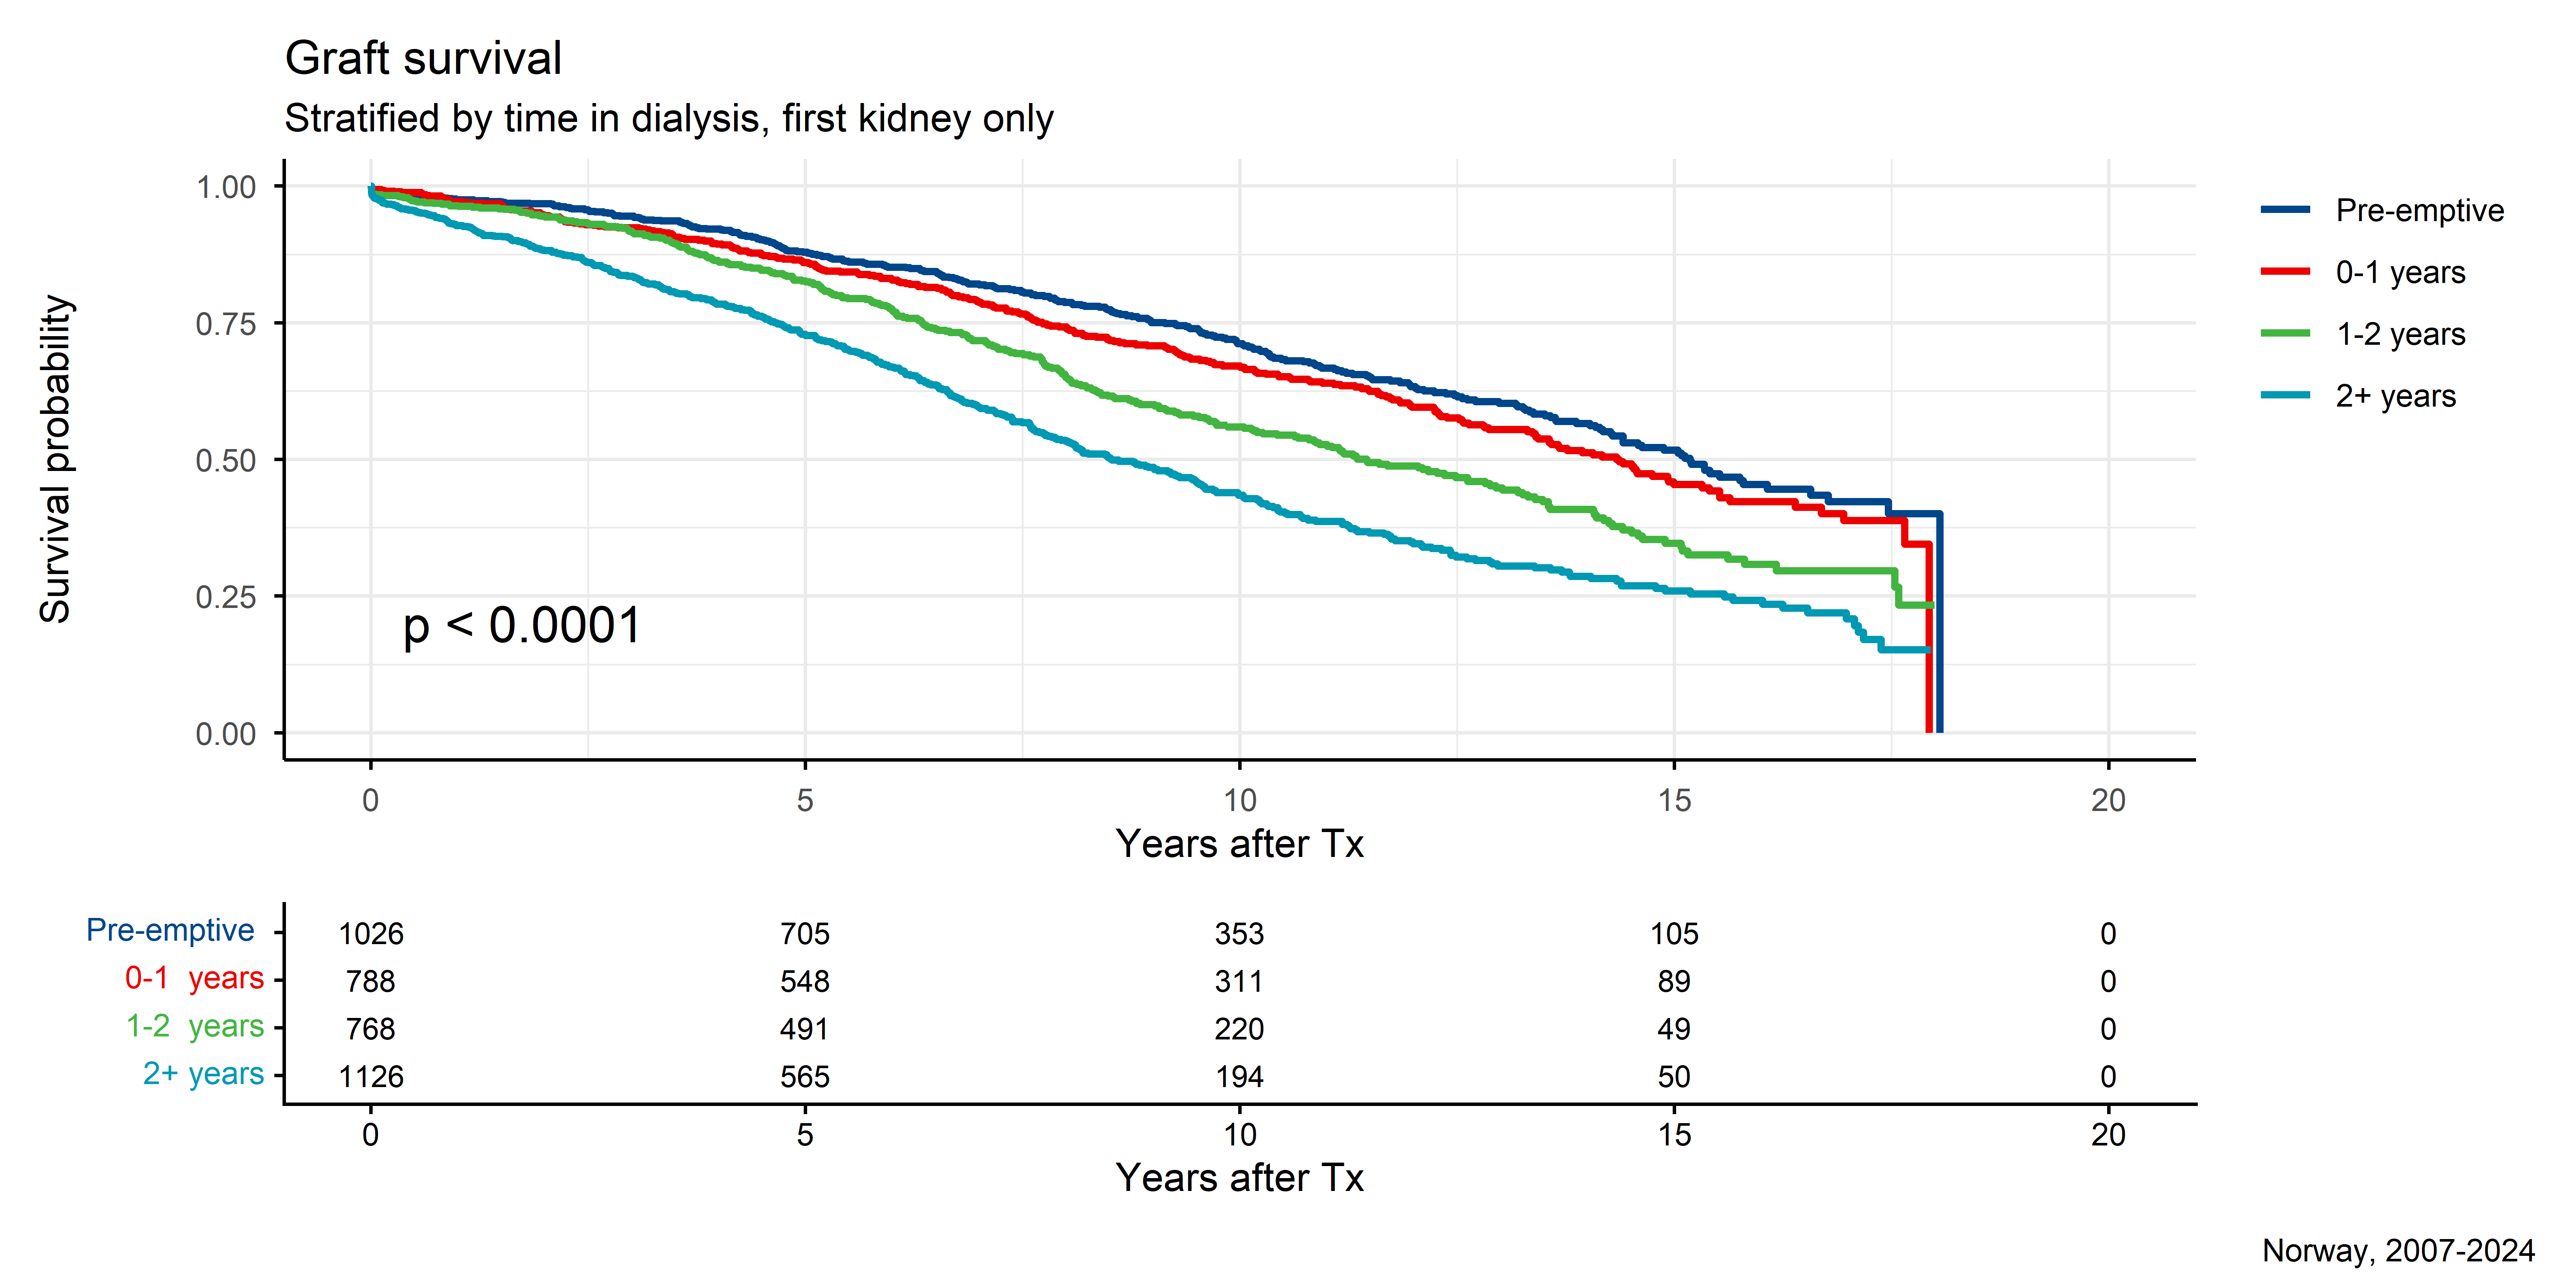 Graft survival
Stratified by time in dialysis, first kidney only
Survival probability
1.00
0.75
0.50
0.25
0.00
p < 0.0001
0 5 10 15 20
Years after Tx
Pre-emptive
0-1 years
1-2 years
2+ years
Pre-emptive 1026 705 353 105 0
0-1 years 788 548 311 89 0
1-2 years 768 491 220 49 0
2+ years 1126 565 194 50 0
0 5 10 15 20
Years after Tx
Norway, 2007-2024